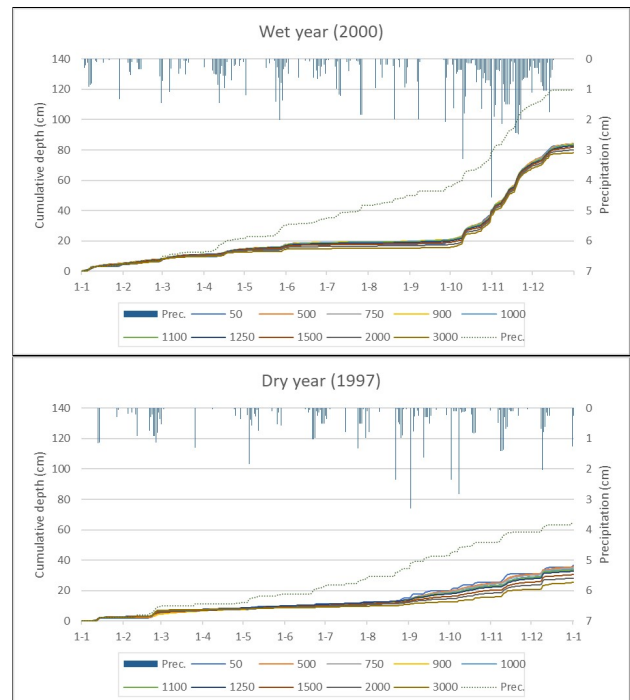 Wet year (2000)
140
120
100
80
60
40
20
0
Cumulative depth (cm)
0
1
2
3
4
5
6
7
Precipitation (cm)
1-1 1-2 1-3 1-4 1-5 1-6 1-7 1-8 1-9 1-10 1-11 1-12
Prec. 50 500 750 900 1000
1100 1250 1500 2000 3000 Prec.
Dry year (1997)
140
120
100
80
60
40
20
0
Cumulative depth (cm)
0
1
2
3
4
5
6
7
Precipitation (cm)
1-1 1-2 1-3 1-4 1-5 1-6 1-7 1-8 1-9 1-10 1-11 1-12 1-1
Prec. 50 500 750 900 1000
1100 1250 1500 2000 3000 Prec.